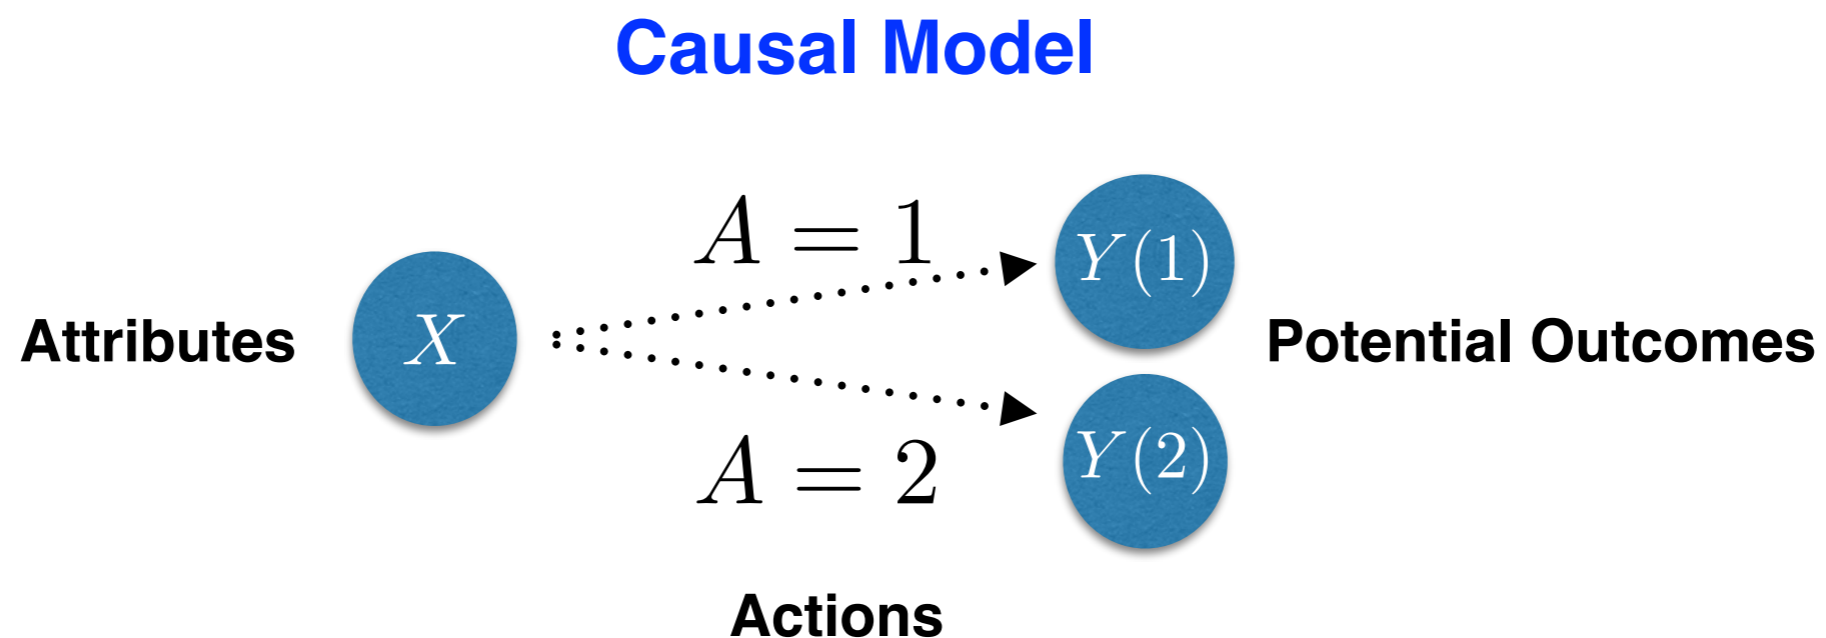 Causal Model
A = 1
Y(1)
Attributes
X
Potential Outcomes
A = 2
Y(2)
Actions